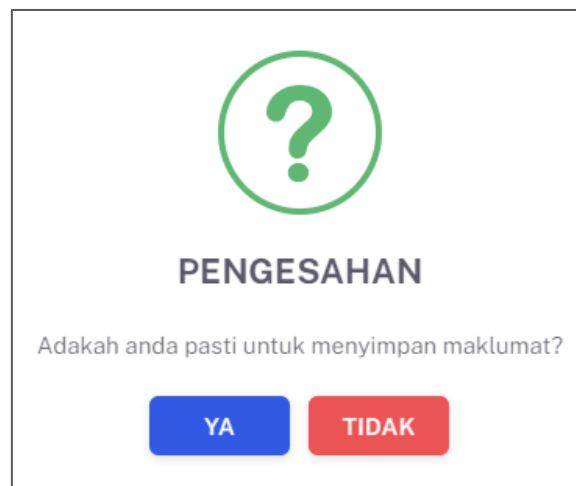 PENGESAHAN
Adakah anda pasti untuk menyimpan maklumat?
YA
TIDAK